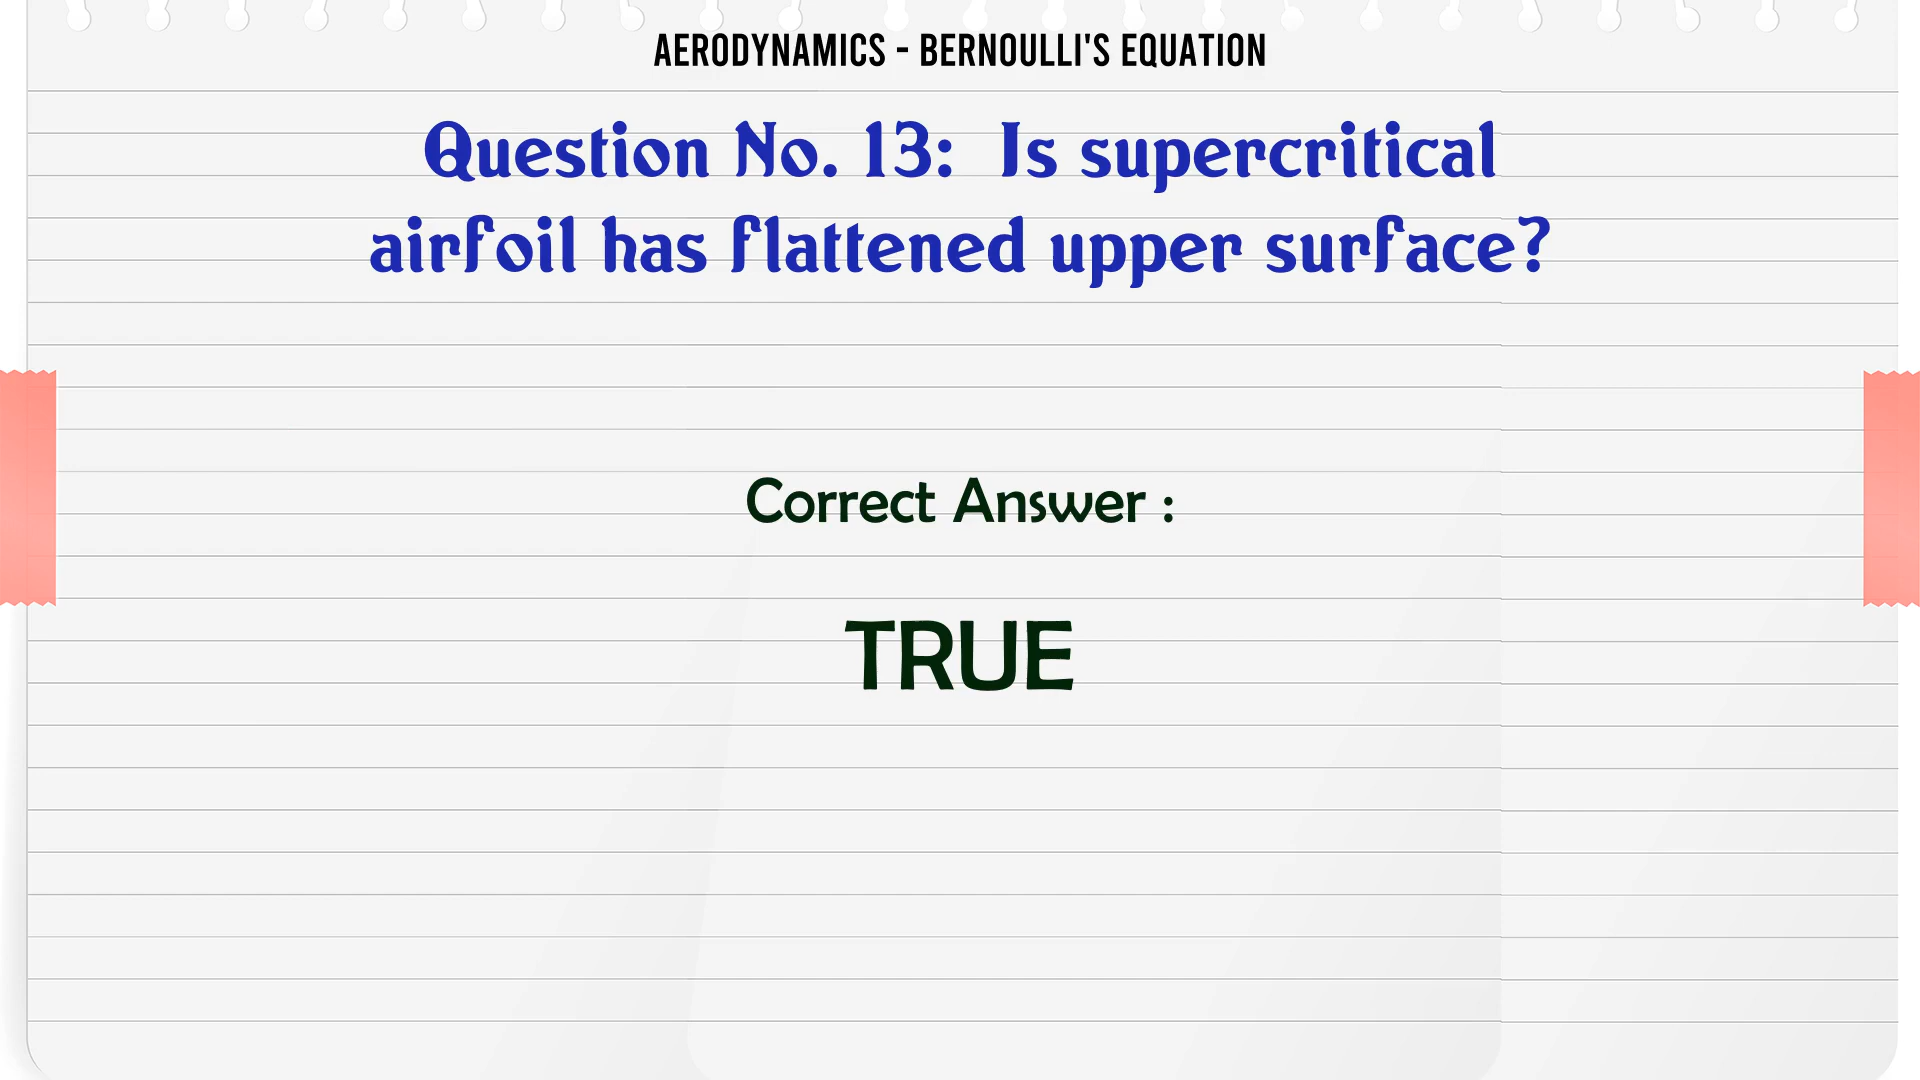 AERODYNAMICS - BERNOULLI'S EQUATION
Question No. 13: Is supercritical
airfoil has flattened upper surface?
Correct Answer :
TRUE